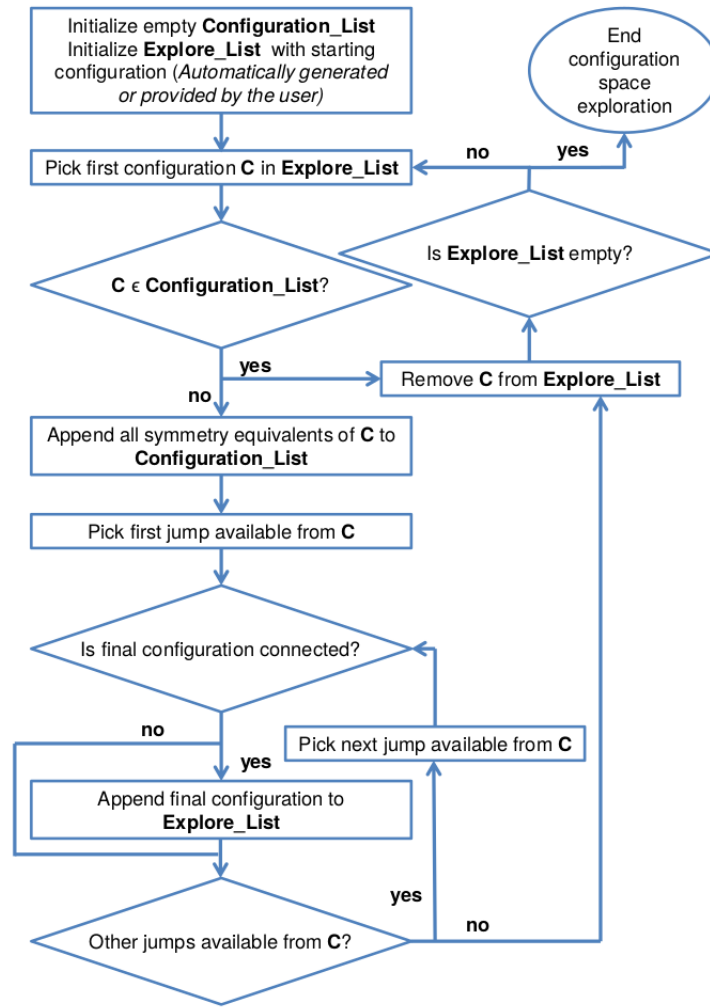 Initialize empty Configuration_List
Initialize Explore_List with starting
configuration (Automatically generated
or provided by the user)
End
configuration
space
exploration
Pick first configuration C in Explore_List
no
yes
C ϵ Configuration_List?
Is Explore_List empty?
yes
no
Remove C from Explore_List
Append all symmetry equivalents of C to
Configuration_List
Pick first jump available from C
Is final configuration connected?
no
yes
Pick next jump available from C
Append final configuration to
Explore_List
Other jumps available from C?
yes
no